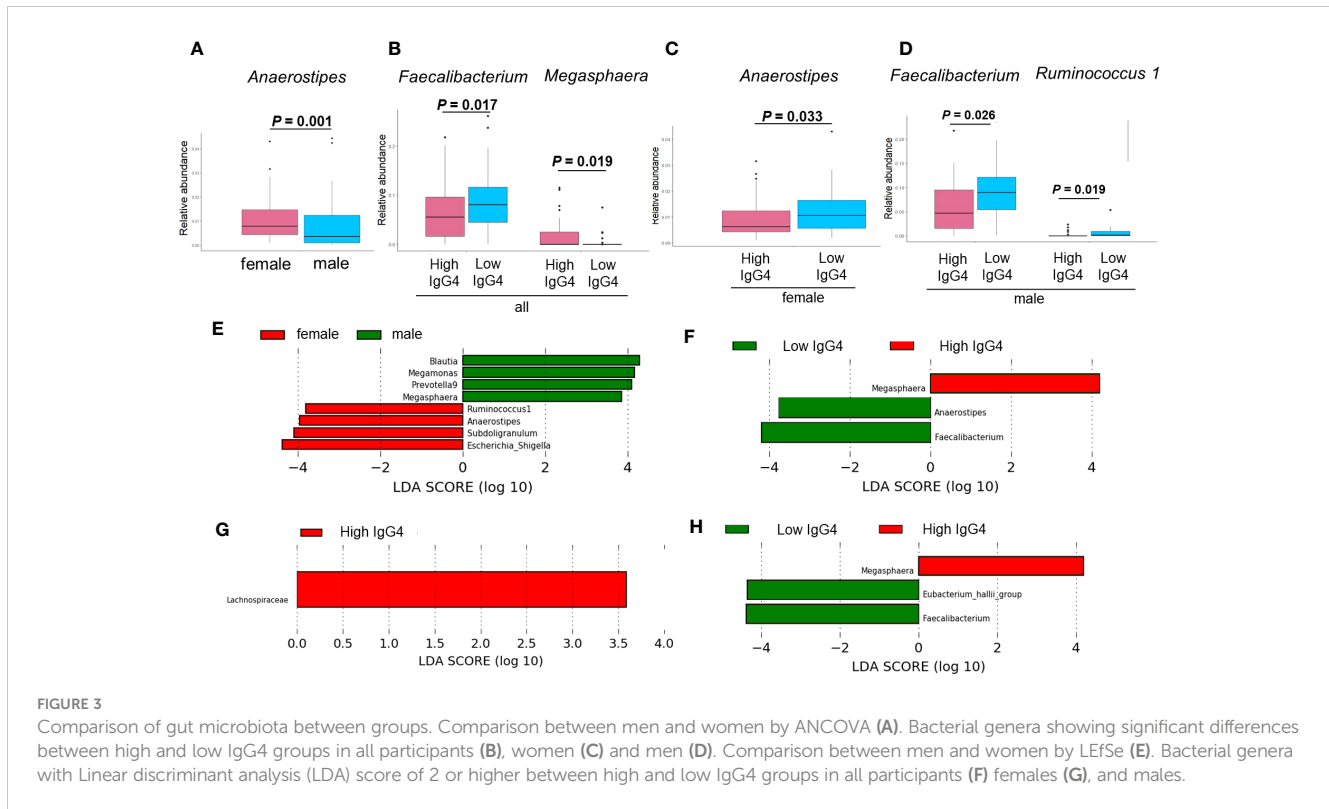 A
B
C
D
Anaerostipes
Faecalibacterium
Megasphaera
Anaerostipes
Faecalibacterium
Ruminococcus 1
P = 0.001
P = 0.017
P = 0.019
P = 0.033
P = 0.026
P = 0.019
Relative abundance
Relative abundance
Relative abundance
Relative abundance
female
male
High IgG4
Low IgG4
High IgG4
Low IgG4
all
High IgG4
Low IgG4
female
High IgG4
Low IgG4
High IgG4
Low IgG4
male
E
female
male
Blautia
Megamonas
Prevotella9
Megasphaera
Ruminococcus1
Anaerostipes
Subdoligranulum
Escherichia_Shigella
−4 −2 0 2 4
LDA SCORE (log 10)
F
Low IgG4
High IgG4
Megasphaera
Anaerostipes
Faecalibacterium
−4 −2 0 2 4
LDA SCORE (log 10)
G
High IgG4
Lachnospiraceae
0.0 0.5 1.0 1.5 2.0 2.5 3.0 3.5 4.0
LDA SCORE (log 10)
H
Low IgG4
High IgG4
Megasphaera
Eubacterium_hallii_group
Faecalibacterium
−4 −2 0 2 4
LDA SCORE (log 10)
FIGURE 3
Comparison of gut microbiota between groups. Comparison between men and women by ANCOVA (A). Bacterial genera showing significant differences
between high and low IgG4 groups in all participants (B), women (C) and men (D). Comparison between men and women by LEfSe (E). Bacterial genera
with Linear discriminant analysis (LDA) score of 2 or higher between high and low IgG4 groups in all participants (F) females (G), and males.